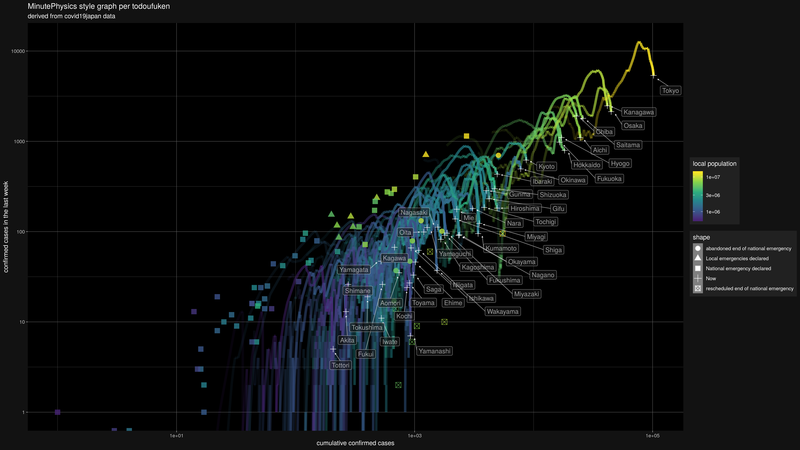 MinutePhysics style graph per todoufuken
derived from covid19japan data
confirmed cases in the last week
10000
1000
100
10
1
Tokyo
Kanagawa
Osaka
Chiba
Saitama
Aichi
Hyogo
Hokkaido
Fukuoka
Kyoto
Okinawa
Ibaraki
Shizuoka
Gunma
Gifu
Hiroshima
Tochigi
Nagasaki
Mie
Nara
Oita
Miyagi
Shiga
Kumamoto
Yamaguchi
Okayama
Kagawa
Kagoshima
Nagano
Yamagata
Fukushima
Niigata
Saga
Miyazaki
Shimane
Ishikawa
Aomori
Toyama
Ehime
Wakayama
Kochi
Tokushima
Akita
Iwate
Fukui
Yamanashi
Tottori
1e+01
1e+03
1e+05
cumulative confirmed cases
local population
1e+07
3e+06
1e+06
shape
abandoned end of national emergency
Local emergencies declared
National emergency declared
Now
rescheduled end of national emergency